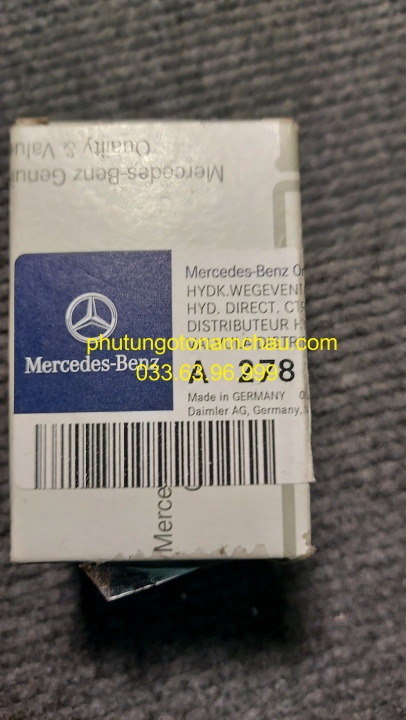 Quality & Valu
Mercedes-Benz Genu
Mercedes-Benz
Mercedes-Benz Or
HYDK.WEGEVENT
HYD. DIRECT. CTR
DISTRIBUTEUR H
phutungotonamchau.com
A 278
033.63.96.999
Made in GERMANY
Daimler AG, Germany,
Merce